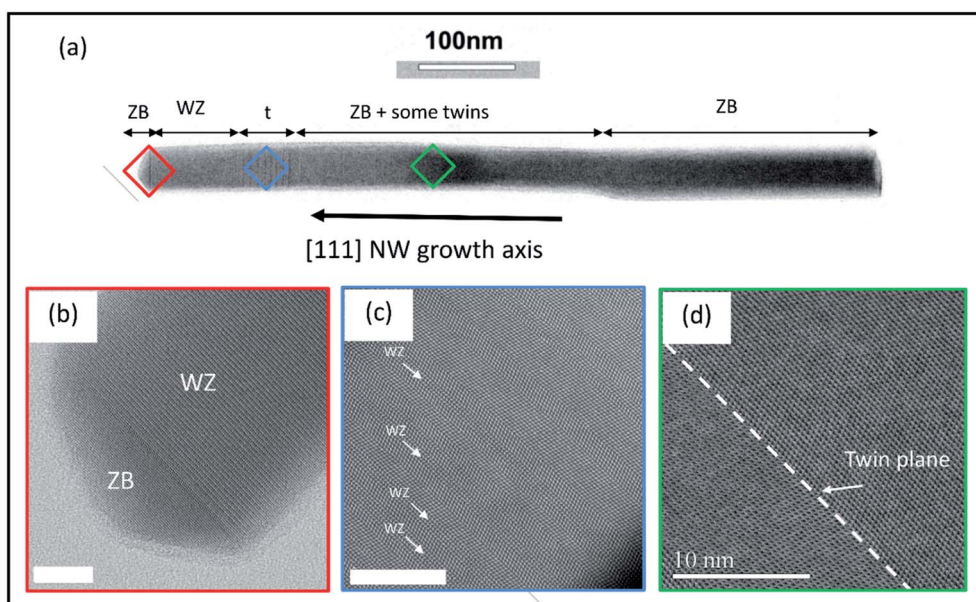 (a)
100nm
ZB WZ t ZB + some twins ZB
[111] NW growth axis
(b)
WZ
ZB
(c)
WZ
WZ
WZ
WZ
(d)
Twin plane
10 nm